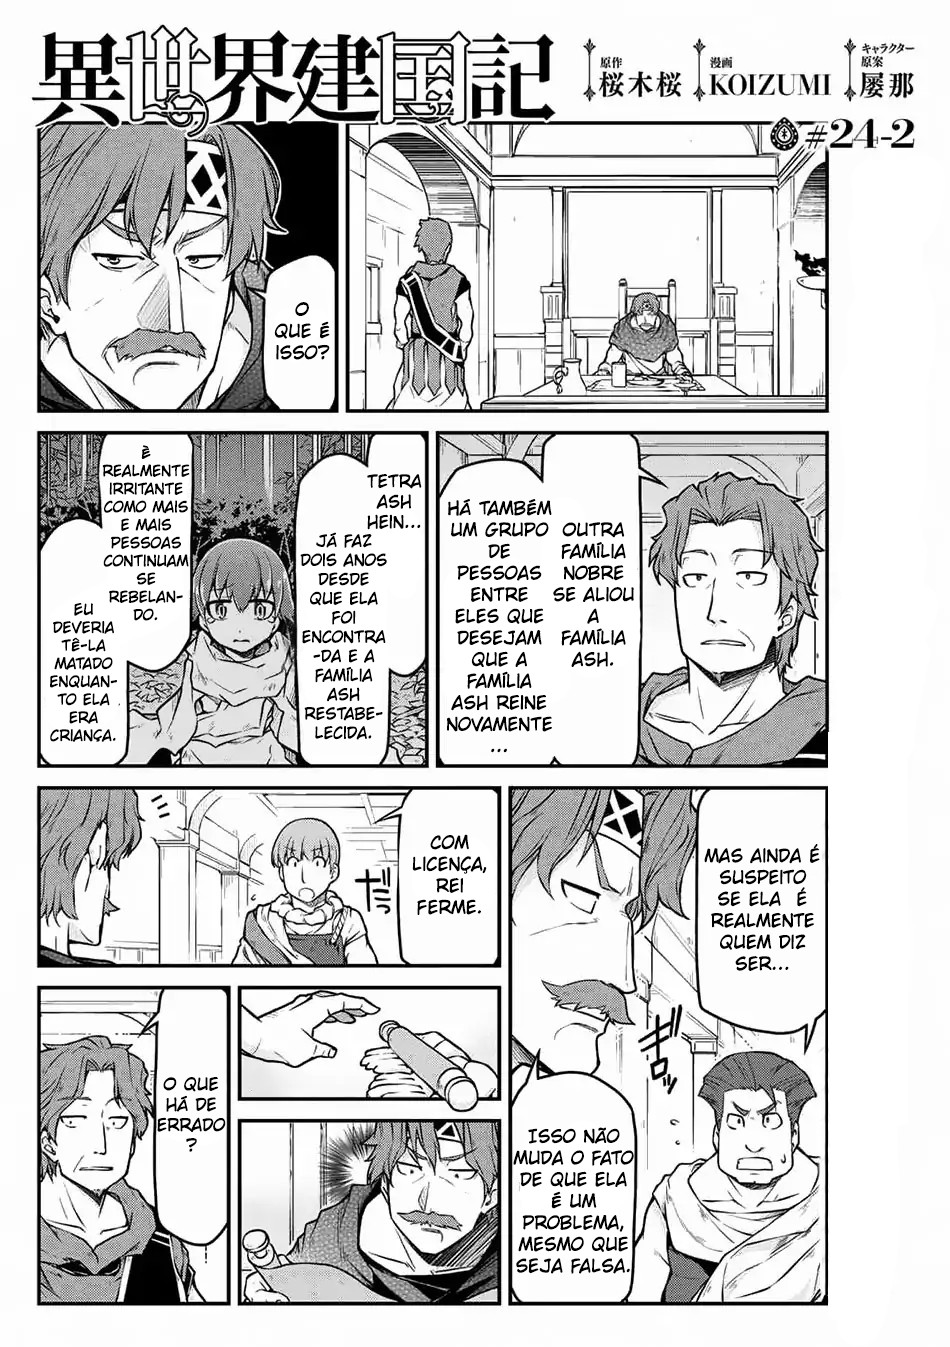 異世界建国記
原作
桜木桜
漫画
KOIZUMI
キャラクター
原案
屡那
#24-2
O
QUE É
ISSO?
OUTRA
FAMÍLIA
NOBRE
SE ALIOU
A
FAMÍLIA
ASH.
HÁ TAMBÉM
UM GRUPO
DE
PESSOAS
ENTRE
ELES QUE
DESEJAM
QUE A
FAMÍLIA
ASH REINE
NOVAMENTE
...
TETRA
ASH
HEIN...
JÁ FAZ
DOIS ANOS
DESDE
QUE ELA
FOI
ENCONTRA-
-DA E A
FAMÍLIA
ASH
RESTABE-
LECIDA.
È
REALMENTE
IRRITANTE
COMO MAIS
E MAIS
PESSOAS
CONTINUAM
SE
REBELAN-
DO.
EU
DEVERIA
TÊ-LA
MATADO
ENQUAN-
TO ELA
ERA
CRIANÇA.
MAS AINDA É
SUSPEITO
SE ELA É
REALMENTE
QUEM DIZ
SER...
ISSO NÃO
MUDA O FATO
DE QUE ELA
É UM
PROBLEMA,
MESMO QUE
SEJA FALSA.
COM
LICENÇA,
REI
FERME.
O QUE
HÁ DE
ERRADO
?